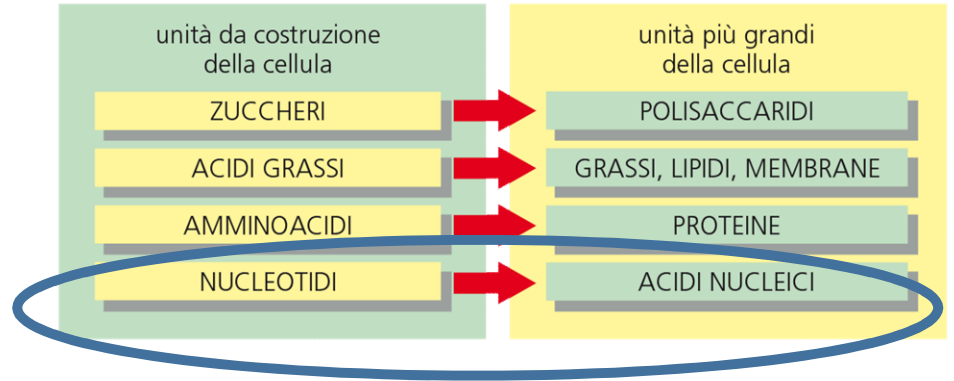 unità da costruzione
della cellula
unità più grandi
della cellula
ZUCCHERI
POLISACCARIDI
ACIDI GRASSI
GRASSI, LIPIDI, MEMBRANE
AMMINOACIDI
PROTEINE
NUCLEOTIDI
ACIDI NUCLEICI